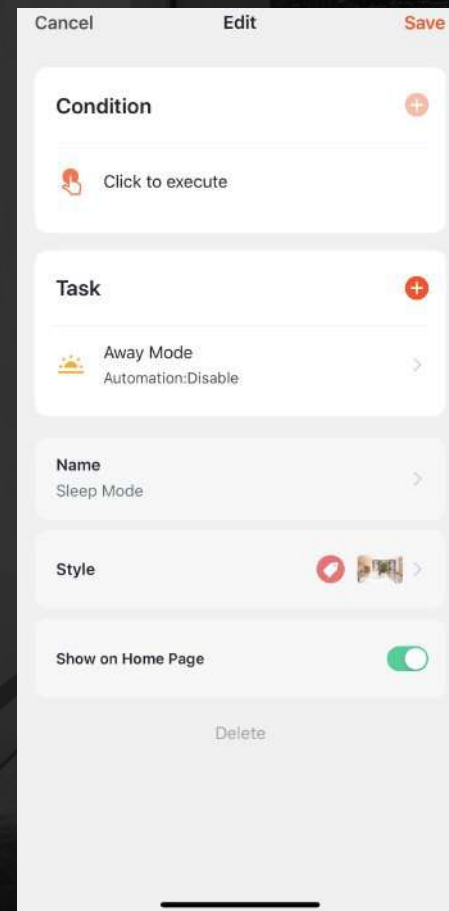 Cancel Edit Save
Condition
Click to execute
Task
Away Mode
Automation:Disable
Name
Sleep Mode
Style
Show on Home Page
Delete